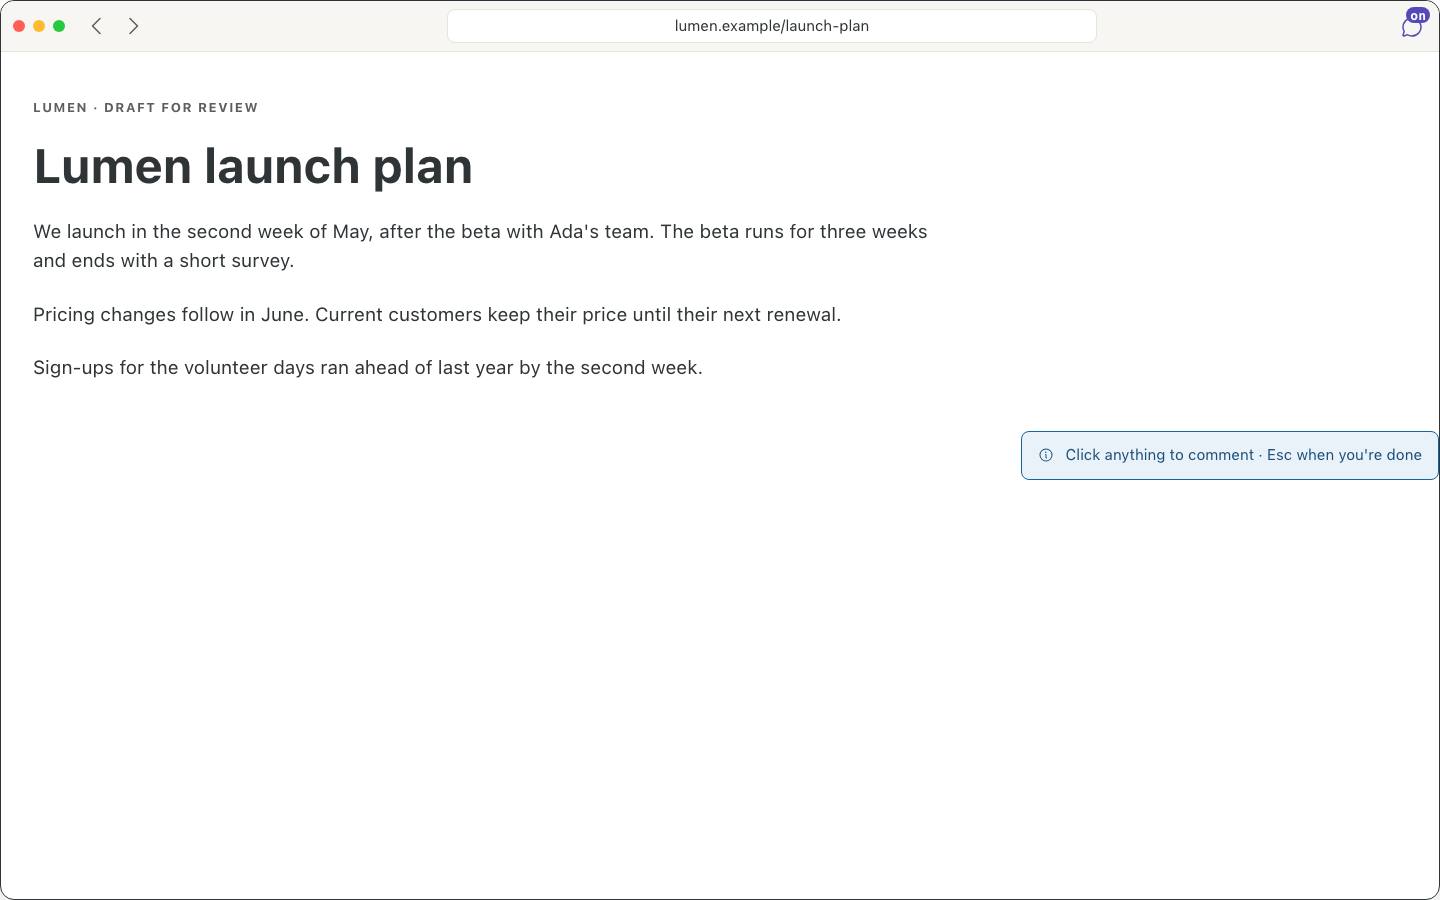 lumen.example/launch-plan
on
LUMEN · DRAFT FOR REVIEW
Lumen launch plan
We launch in the second week of May, after the beta with Ada's team. The beta runs for three weeks
and ends with a short survey.
Pricing changes follow in June. Current customers keep their price until their next renewal.
Sign-ups for the volunteer days ran ahead of last year by the second week.
Click anything to comment · Esc when you're done